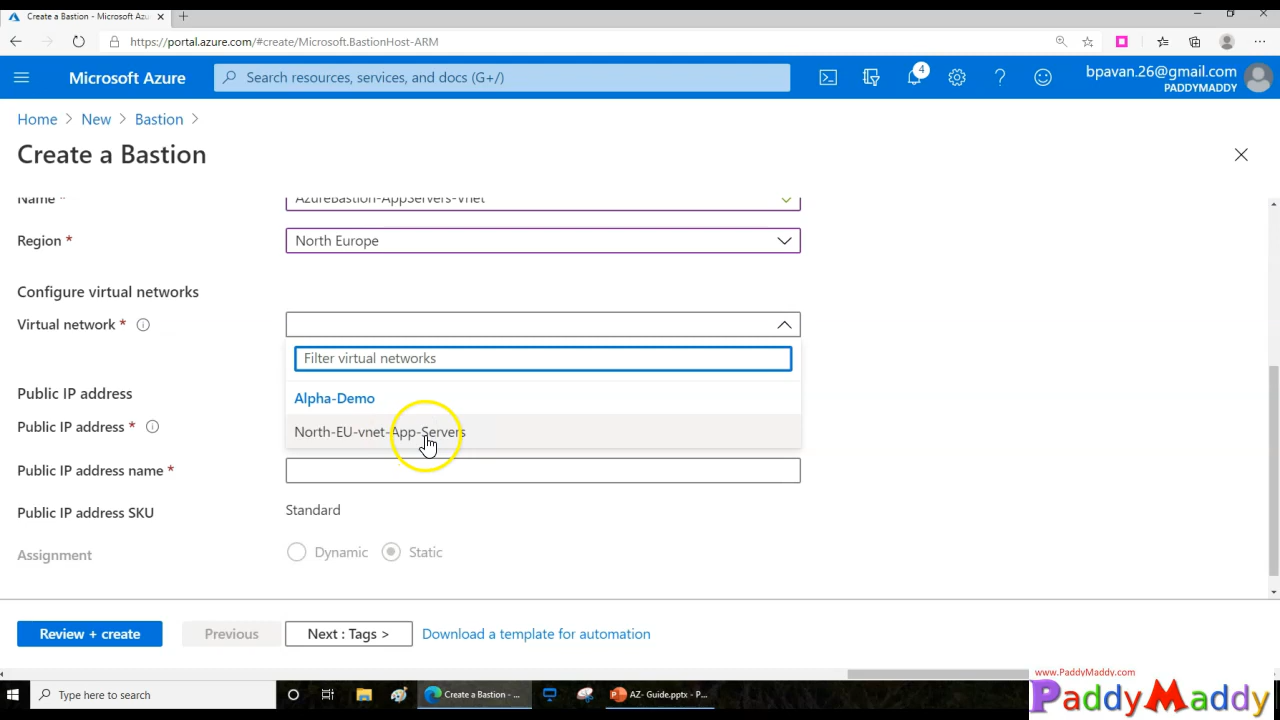 Create a Bastion - Microsoft Azu
https://portal.azure.com/#create/Microsoft.BastionHost-ARM
Microsoft Azure
Search resources, services, and docs (G+/)
4
bpavan.26@gmail.com
PADDYMADDY
Home > New > Bastion >
Create a Bastion
Name *
AzureBastion-AppServers-Vnet
Region *
North Europe
Configure virtual networks
Virtual network *
Filter virtual networks
Alpha-Demo
North-EU-vnet-App-Servers
Public IP address
Public IP address *
Public IP address name *
Public IP address SKU
Standard
Assignment
Dynamic
Static
Review + create
Previous
Next : Tags >
Download a template for automation
www.PaddyMaddy.com
PaddyMaddy
Type here to search
Create a Bastion - ...
AZ- Guide.pptx - P...